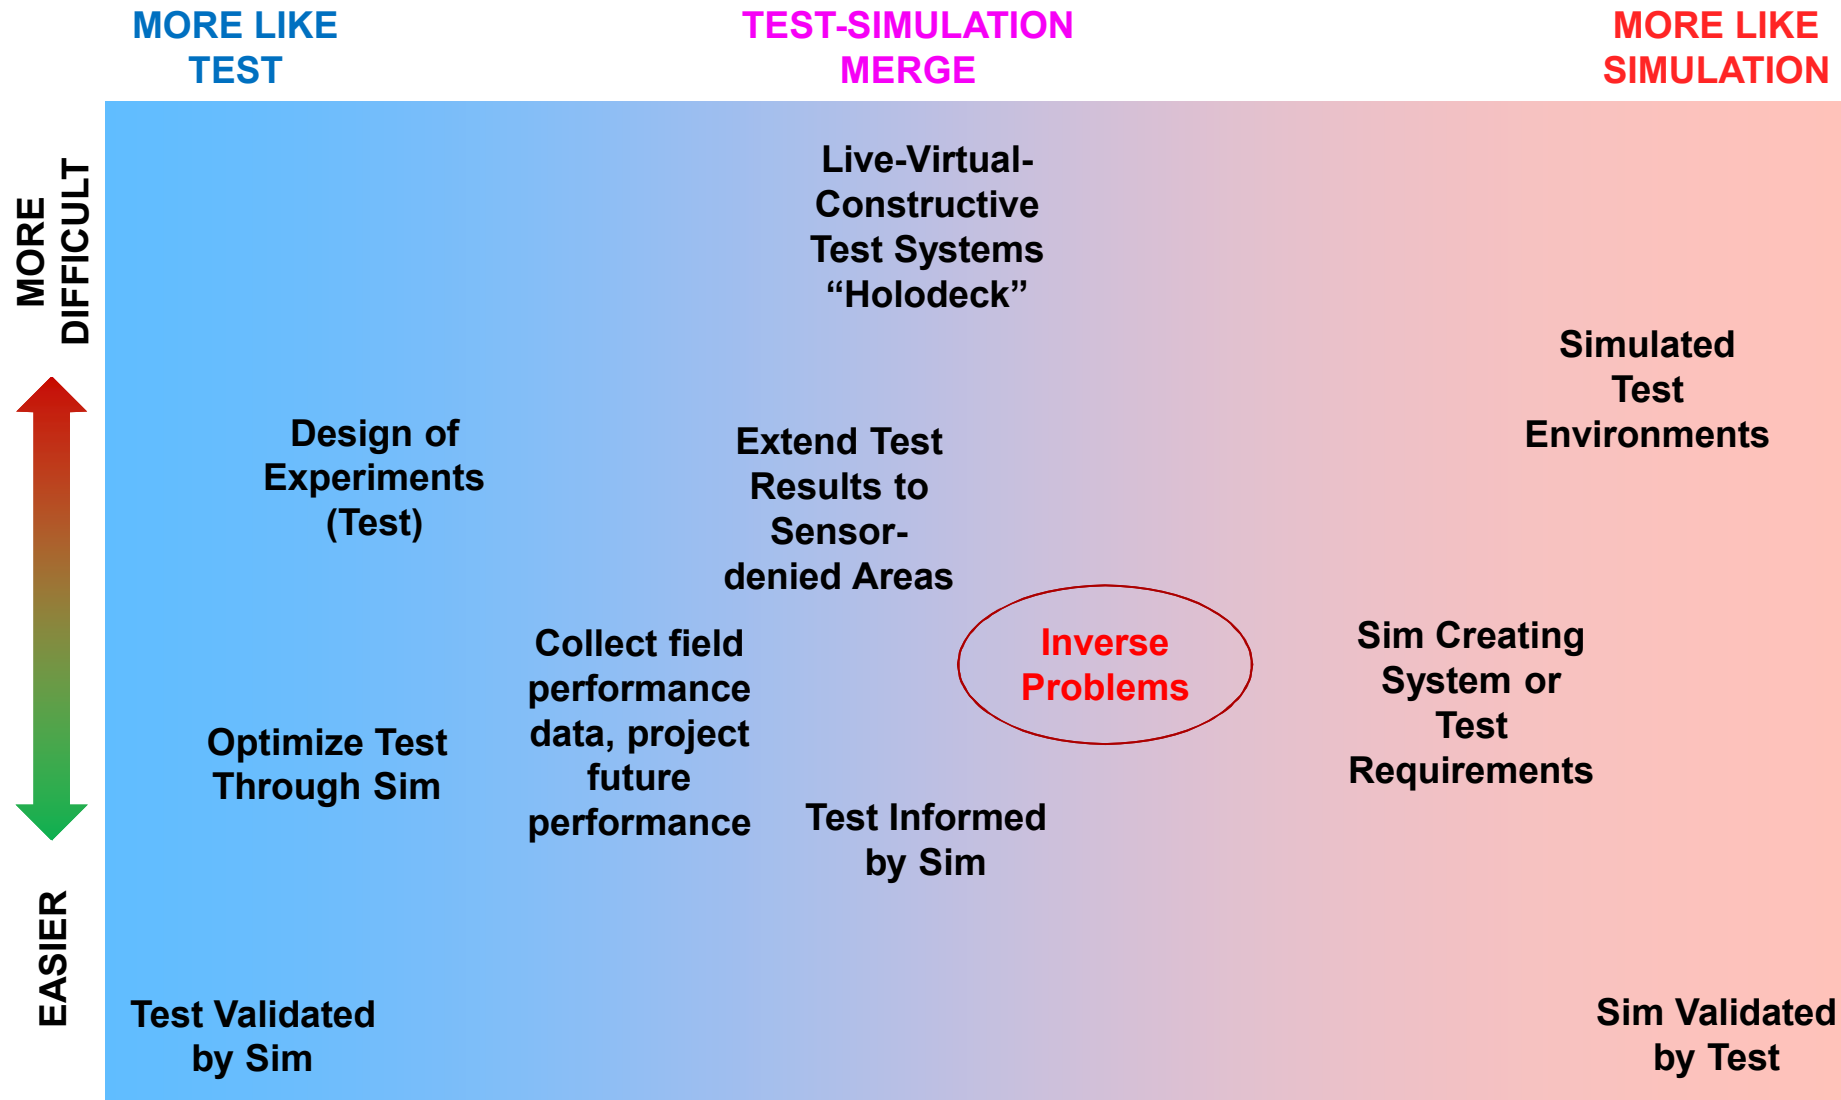 MORE LIKE
TEST
TEST-SIMULATION
MERGE
MORE LIKE
SIMULATION
MORE
DIFFICULT
EASIER
Live-Virtual-
Constructive
Test Systems
“Holodeck”
Simulated
Test
Environments
Design of
Experiments
(Test)
Extend Test
Results to
Sensor-
denied Areas
Collect field
performance
data, project
future
performance
Inverse
Problems
Sim Creating
System or
Test
Requirements
Optimize Test
Through Sim
Test Informed
by Sim
Test Validated
by Sim
Sim Validated
by Test